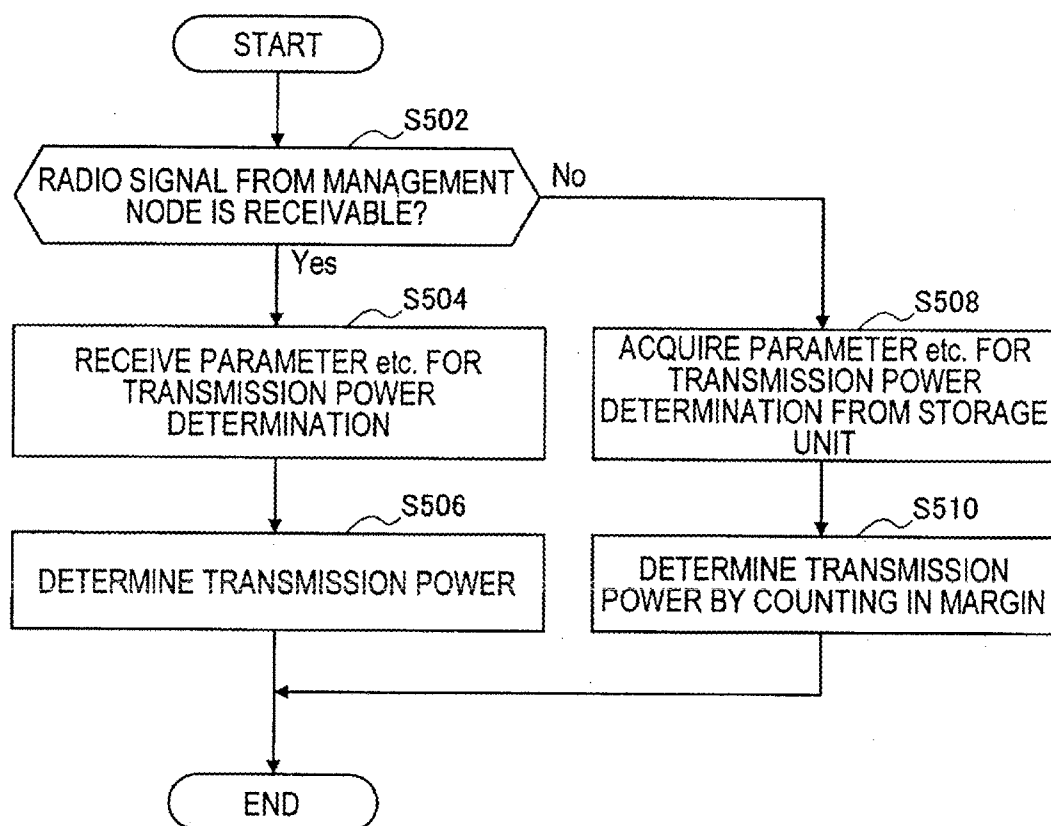 START
S502
RADIO SIGNAL FROM MANAGEMENT
NODE IS RECEIVABLE?
No
Yes
S504
RECEIVE PARAMETER etc. FOR
TRANSMISSION POWER
DETERMINATION
S508
ACQUIRE PARAMETER etc. FOR
TRANSMISSION POWER
DETERMINATION FROM STORAGE
UNIT
S506
DETERMINE TRANSMISSION POWER
S510
DETERMINE TRANSMISSION
POWER BY COUNTING IN MARGIN
END